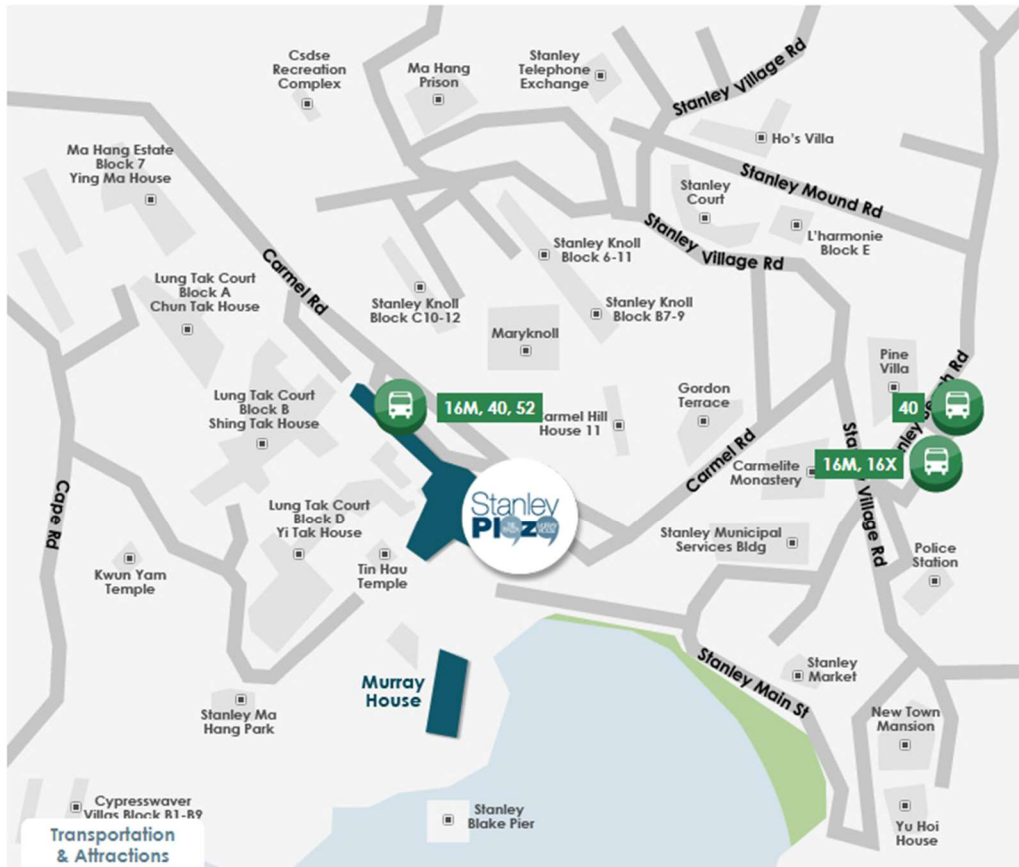 Csdse
Recreation
Complex
Ma Hang
Prison
Stanley
Telephone
Exchange
Stanley Village Rd
Ho's Villa
Ma Hang Estate
Block 7
Ying Ma House
Stanley
Court
Stanley Mound Rd
L'harmonie
Block E
Stanley Village Rd
Stanley Knoll
Block 6-11
Carmel Rd
Lung Tak Court
Block A
Chun Tak House
Stanley Knoll
Block C10-12
Stanley Knoll
Block B7-9
Maryknoll
Pine
Villa
Lung Tak Court
Block B
Shing Tak House
16M, 40, 52
armel Hill
House 11
Gordon
Terrace
Carmel Rd
40
16M, 16X
Carmelite
Monastery
Village Rd
Cape Rd
Stanley
Plaza
Lung Tak Court
Block D
Yi Tak House
Tin Hau
Temple
Kwun Yam
Temple
Stanley Municipal
Services Bldg
Police
Station
Stanley Main St
Stanley
Market
Murray
House
Stanley Ma
Hang Park
New Town
Mansion
Cypresswaver
Villas Block B1-B9
Stanley
Blake Pier
Yu Hoi
House
Transportation
& Attractions